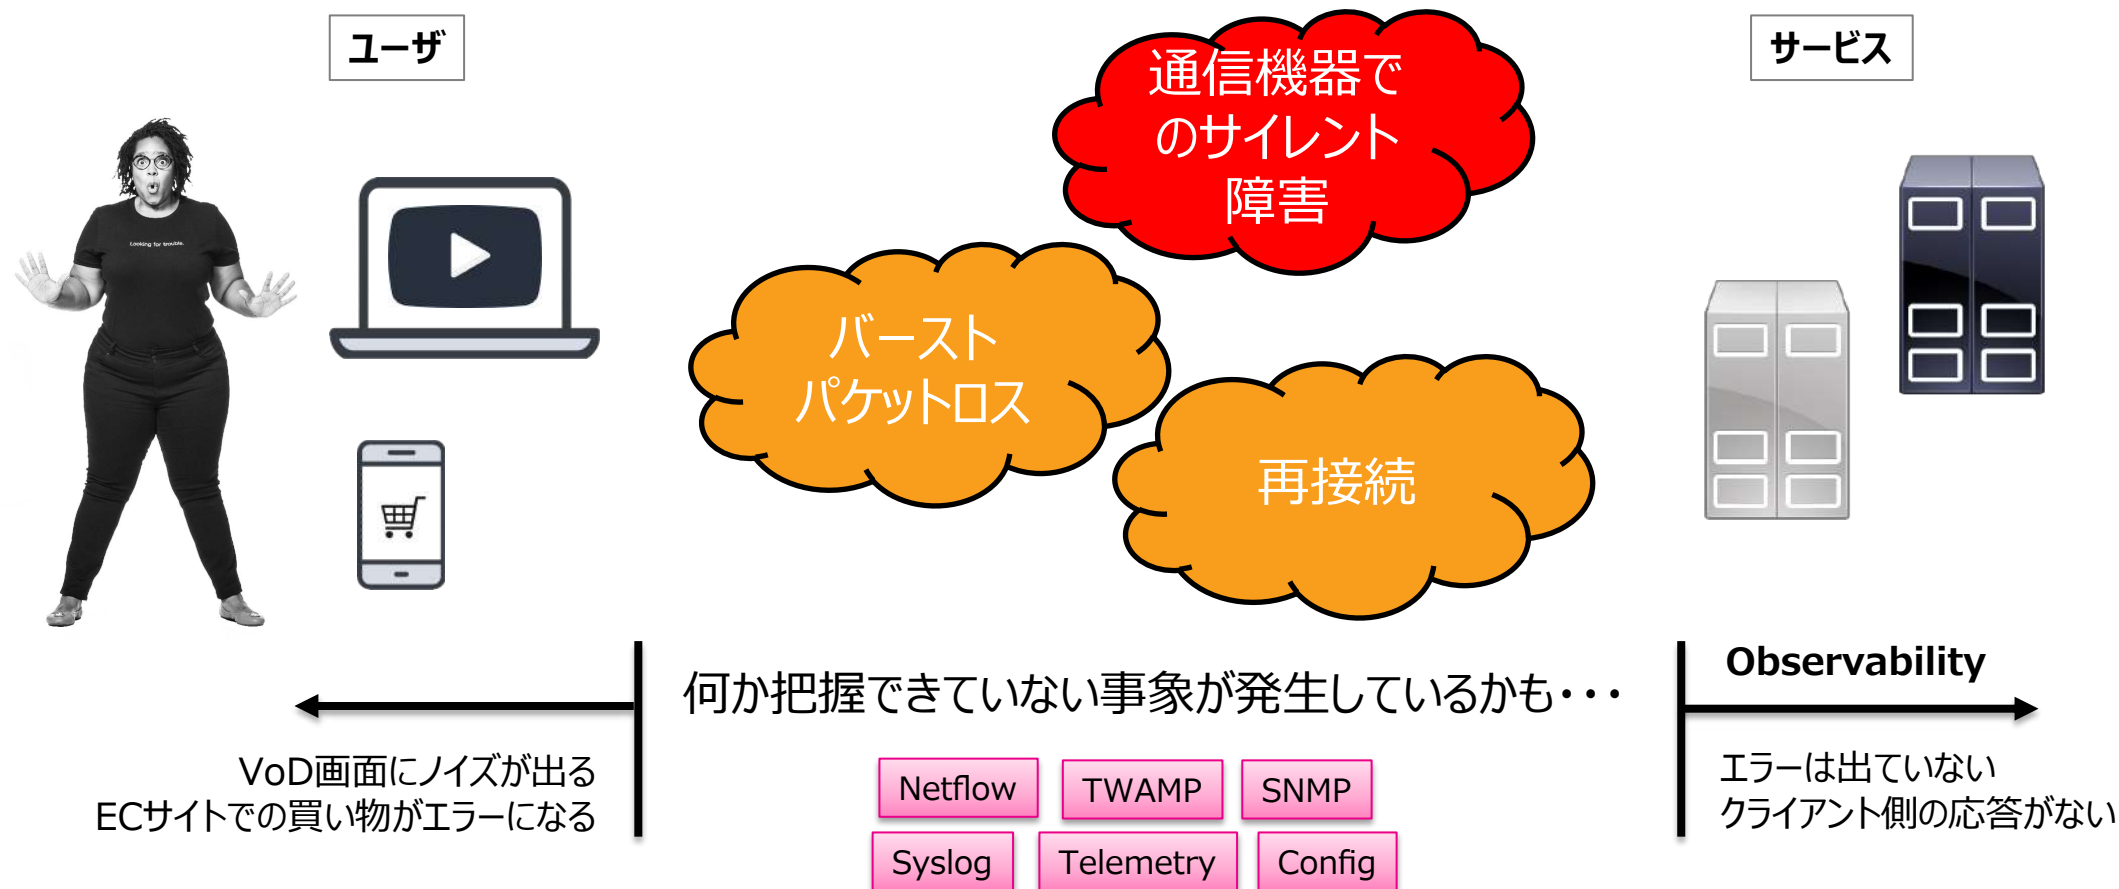 ユーザ
サービス
通信機器で
のサイレント
障害
Looking for trouble.
バースト
パケットロス
再接続
何か把握できていない事象が発生しているかも・・・
Observability
VoD画面にノイズが出る
ECサイトでの買い物がエラーになる
エラーは出ていない
クライアント側の応答がない
Netflow
TWAMP
SNMP
Syslog
Telemetry
Config